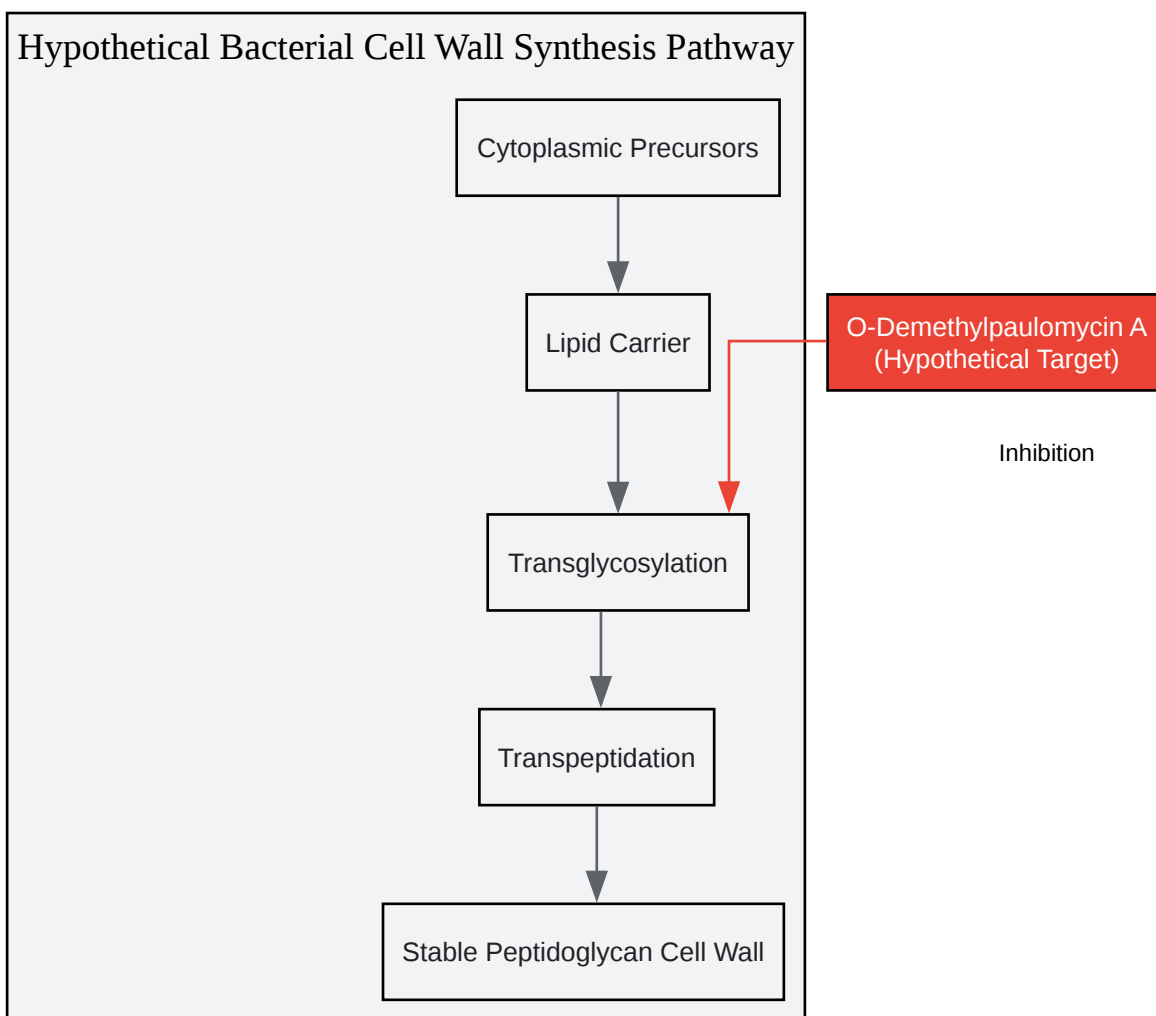 Hypothetical Bacterial Cell Wall Synthesis Pathway
Cytoplasmic Precursors
Lipid Carrier
O-Demethylpaulomycin A
(Hypothetical Target)
Inhibition
Transglycosylation
Transpeptidation
Stable Peptidoglycan Cell Wall